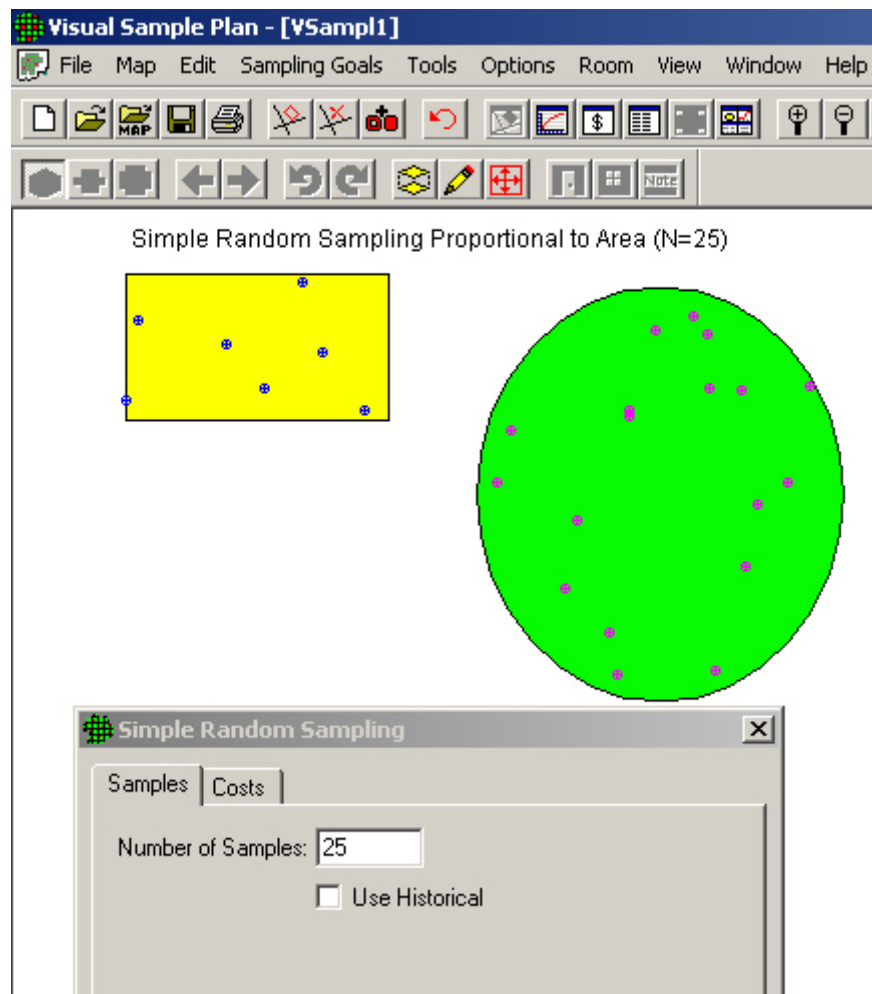 Visual Sample Plan - [VSampl1]
File Map Edit Sampling Goals Tools Options Room View Window Help
MAP $
Note
Simple Random Sampling Proportional to Area (N=25)
Simple Random Sampling
Samples Costs
Number of Samples: 25
Use Historical